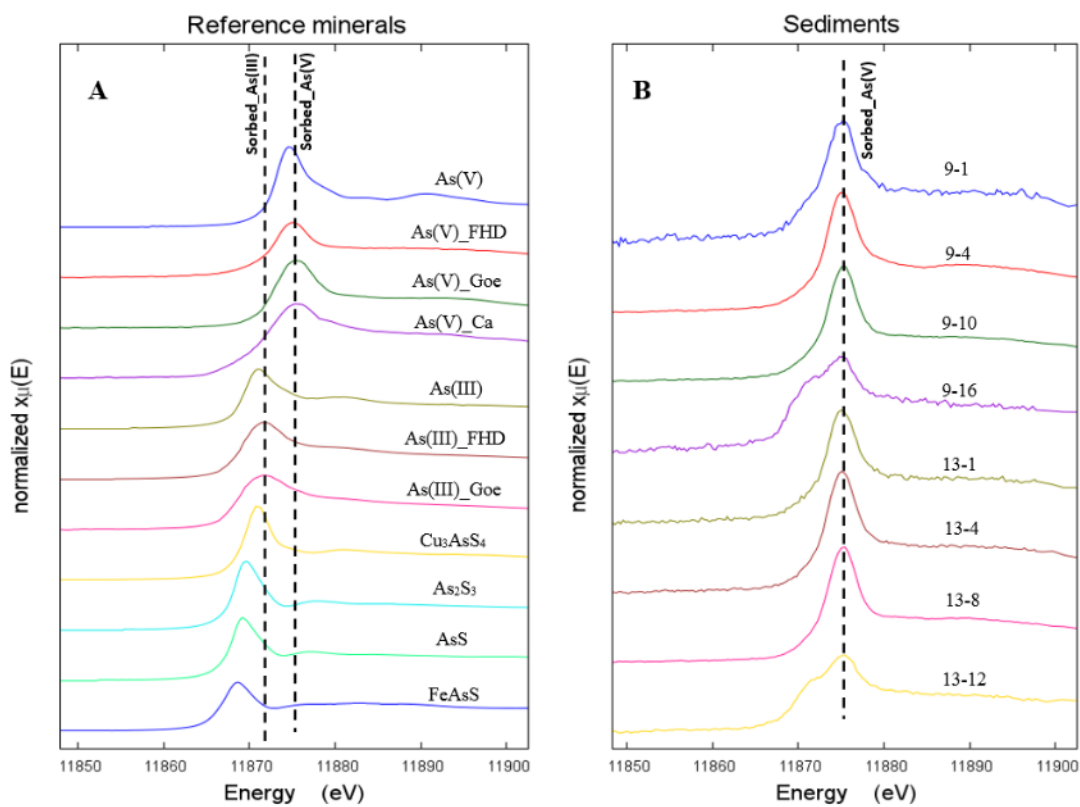 Reference minerals
A
Sorbed_As(III)
Sorbed_As(V)
As(V)
As(V)_FHD
As(V)_Goe
As(V)_Ca
As(III)
As(III)_FHD
As(III)_Goe
Cu₃AsS₄
As₂S₃
AsS
FeAsS
normalized xμ(E)
11850 11860 11870 11880 11890 11900
Energy (eV)
Sediments
B
Sorbed_As(V)
9-1
9-4
9-10
9-16
13-1
13-4
13-8
13-12
normalized xμ(E)
11850 11860 11870 11880 11890 11900
Energy (eV)